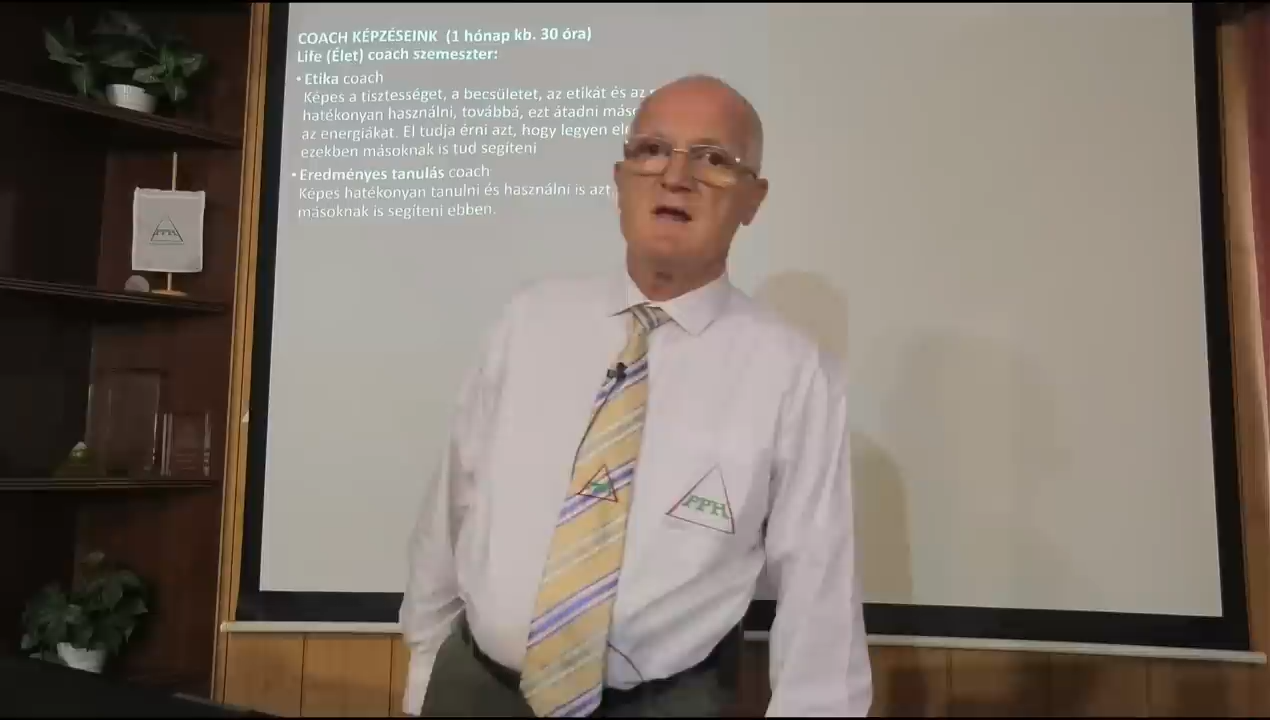 COACH KÉPZÉSEINK (1 hónap kb. 30 óra)
Life (Élet) coach szemeszter:
• Etika coach
Képes a tisztességet, a becsületet, az etikát és az
hatékonyan használni, továbbá, ezt átadni
az energiákat. El tudja érni azt, hogy legyen
ezekben másoknak is tud segíteni
• Eredményes tanulás coach
Képes hatékonyan tanulni és használni is azt,
másoknak is segíteni ebben.
PPH
PPH